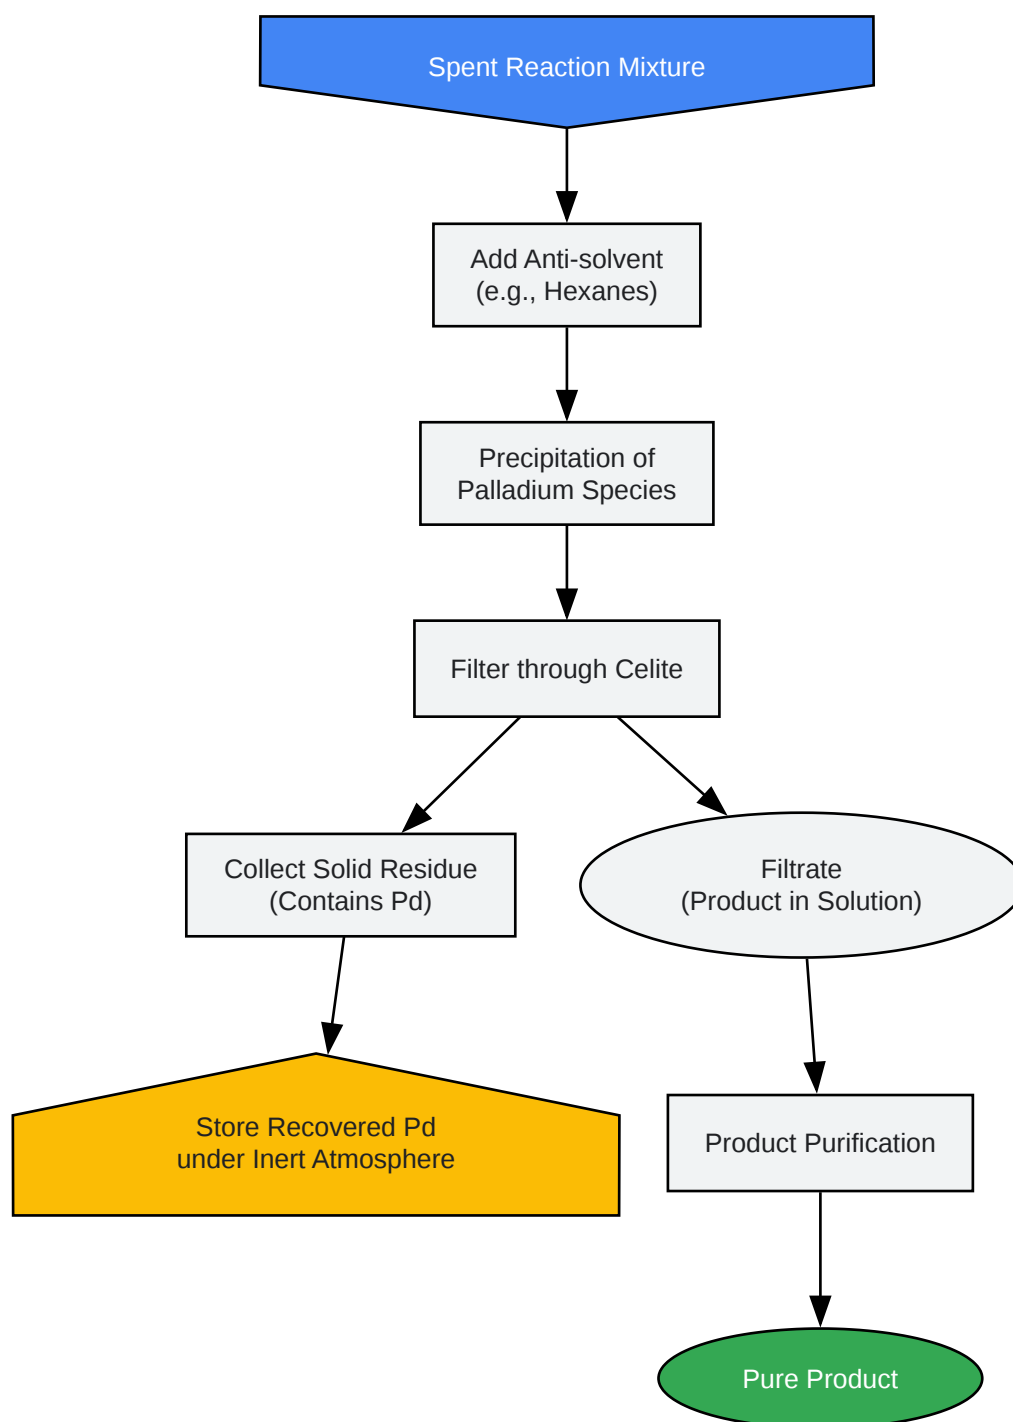 Spent Reaction Mixture
Add Anti-solvent
(e.g., Hexanes)
Precipitation of
Palladium Species
Filter through Celite
Collect Solid Residue
(Contains Pd)
Filtrate
(Product in Solution)
Store Recovered Pd
under Inert Atmosphere
Product Purification
Pure Product